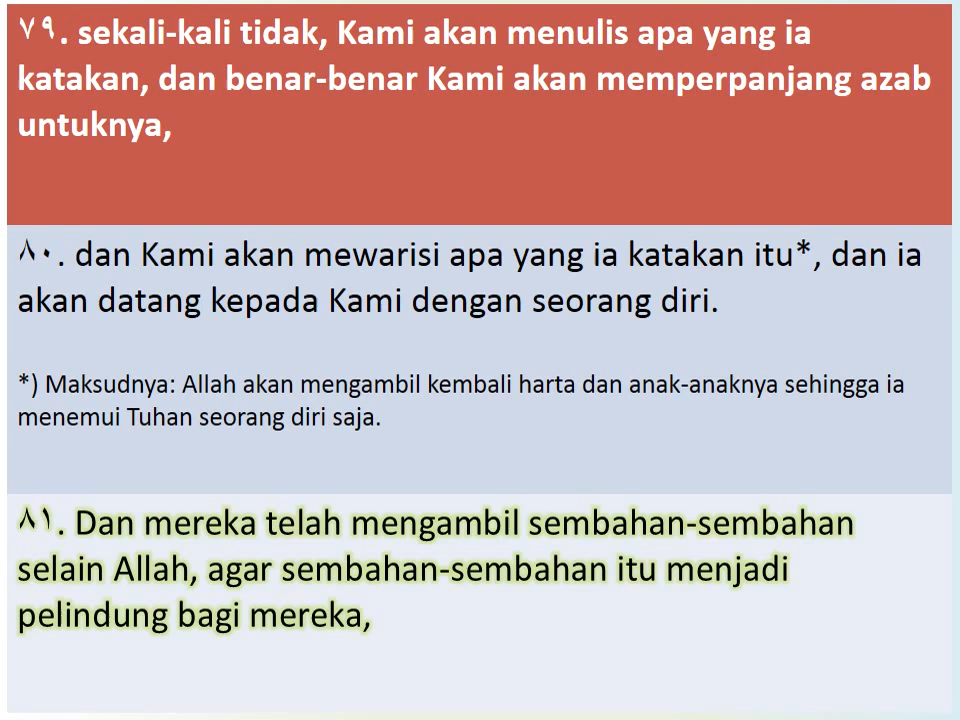 ٧٩. sekali-kali tidak, Kami akan menulis apa yang ia
katakan, dan benar-benar Kami akan memperpanjang azab
untuknya,
٨٠. dan Kami akan mewarisi apa yang ia katakan itu*, dan ia
akan datang kepada Kami dengan seorang diri.
*) Maksudnya: Allah akan mengambil kembali harta dan anak-anaknya sehingga ia
menemui Tuhan seorang diri saja.
٨١. Dan mereka telah mengambil sembahan-sembahan
selain Allah, agar sembahan-sembahan itu menjadi
pelindung bagi mereka,